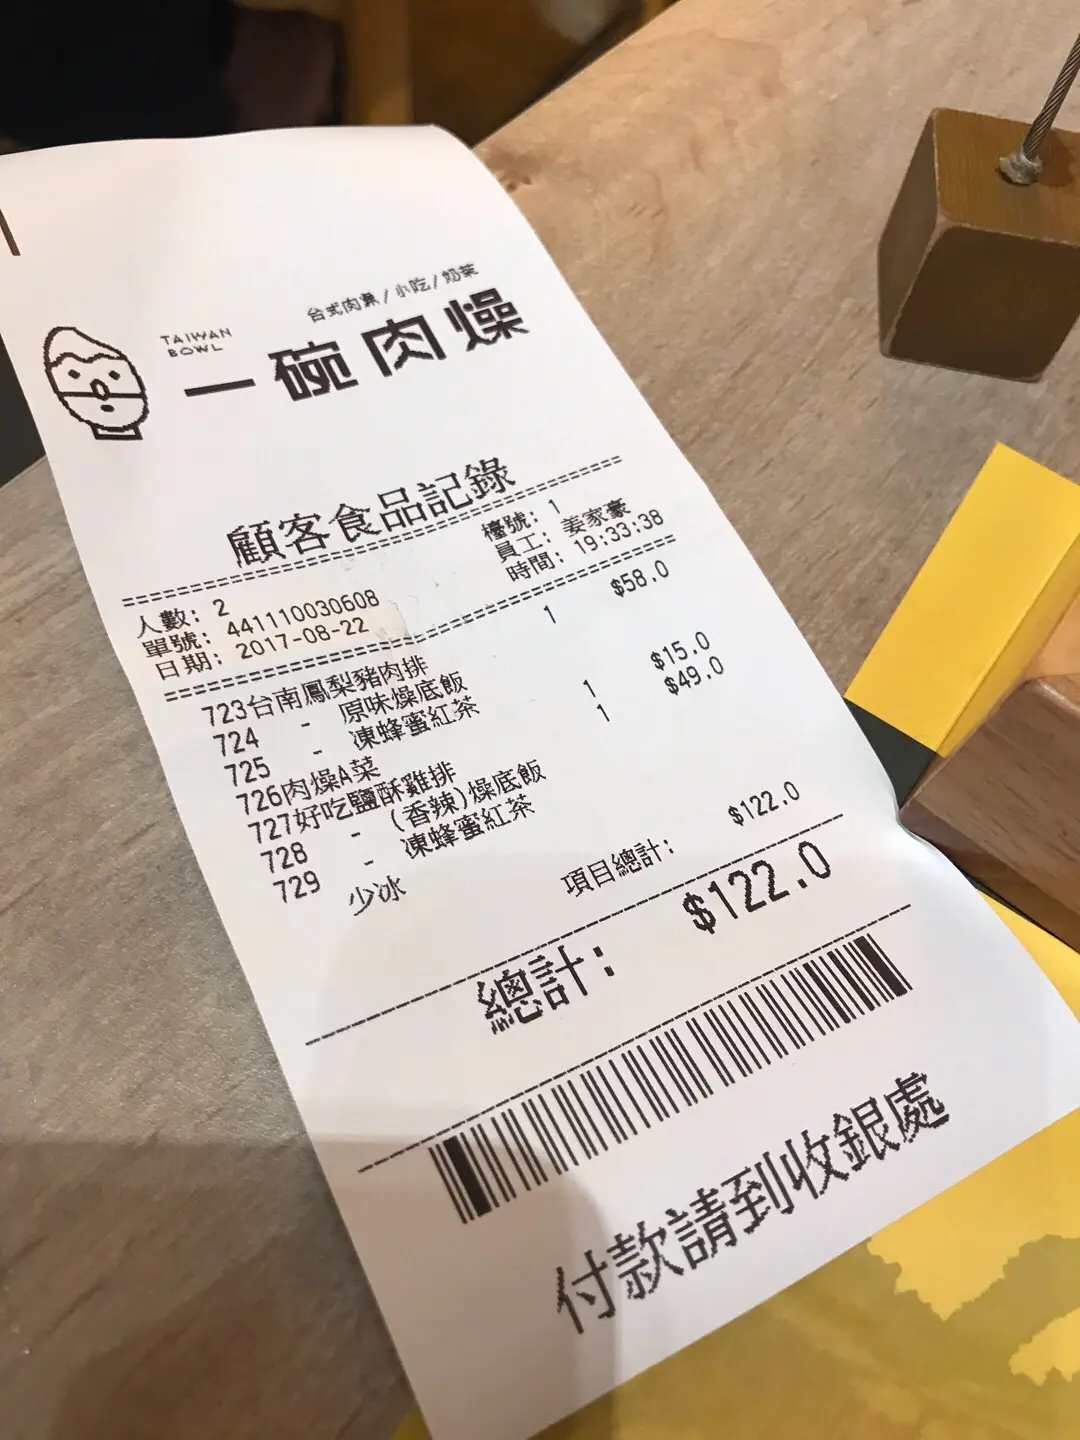 台式肉燥/小吃/奶茶
TAIWAN
BOWL
一碗肉燥
顧客食品記錄
人數: 2 檯號: 1
單號: 441110030608 員工: 姜家豪
日期: 2017-08-22 時間: 19:33:38
723台南鳳梨豬肉排 1 $58.0
724 - 原味燥底飯
725 - 凍蜂蜜紅茶
726肉燥A菜 1 $15.0
727好吃鹽酥雞排 1 $49.0
728 - (香辣)燥底飯
729 - 凍蜂蜜紅茶
少冰
項目總計: $122.0
總計: $122.0
付款請到收銀處